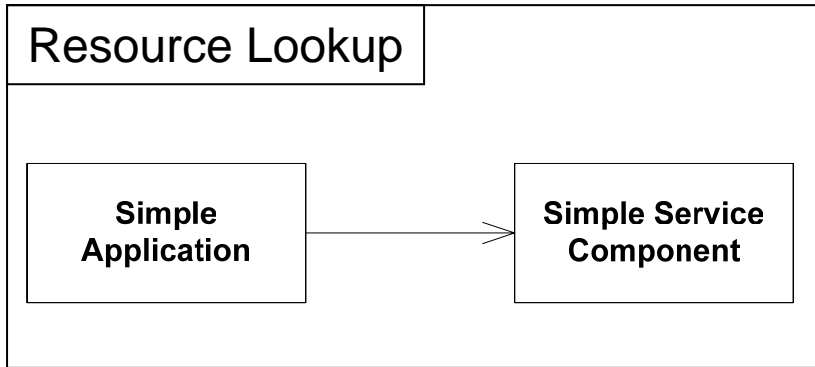 Resource Lookup
Simple
Application
Simple Service
Component